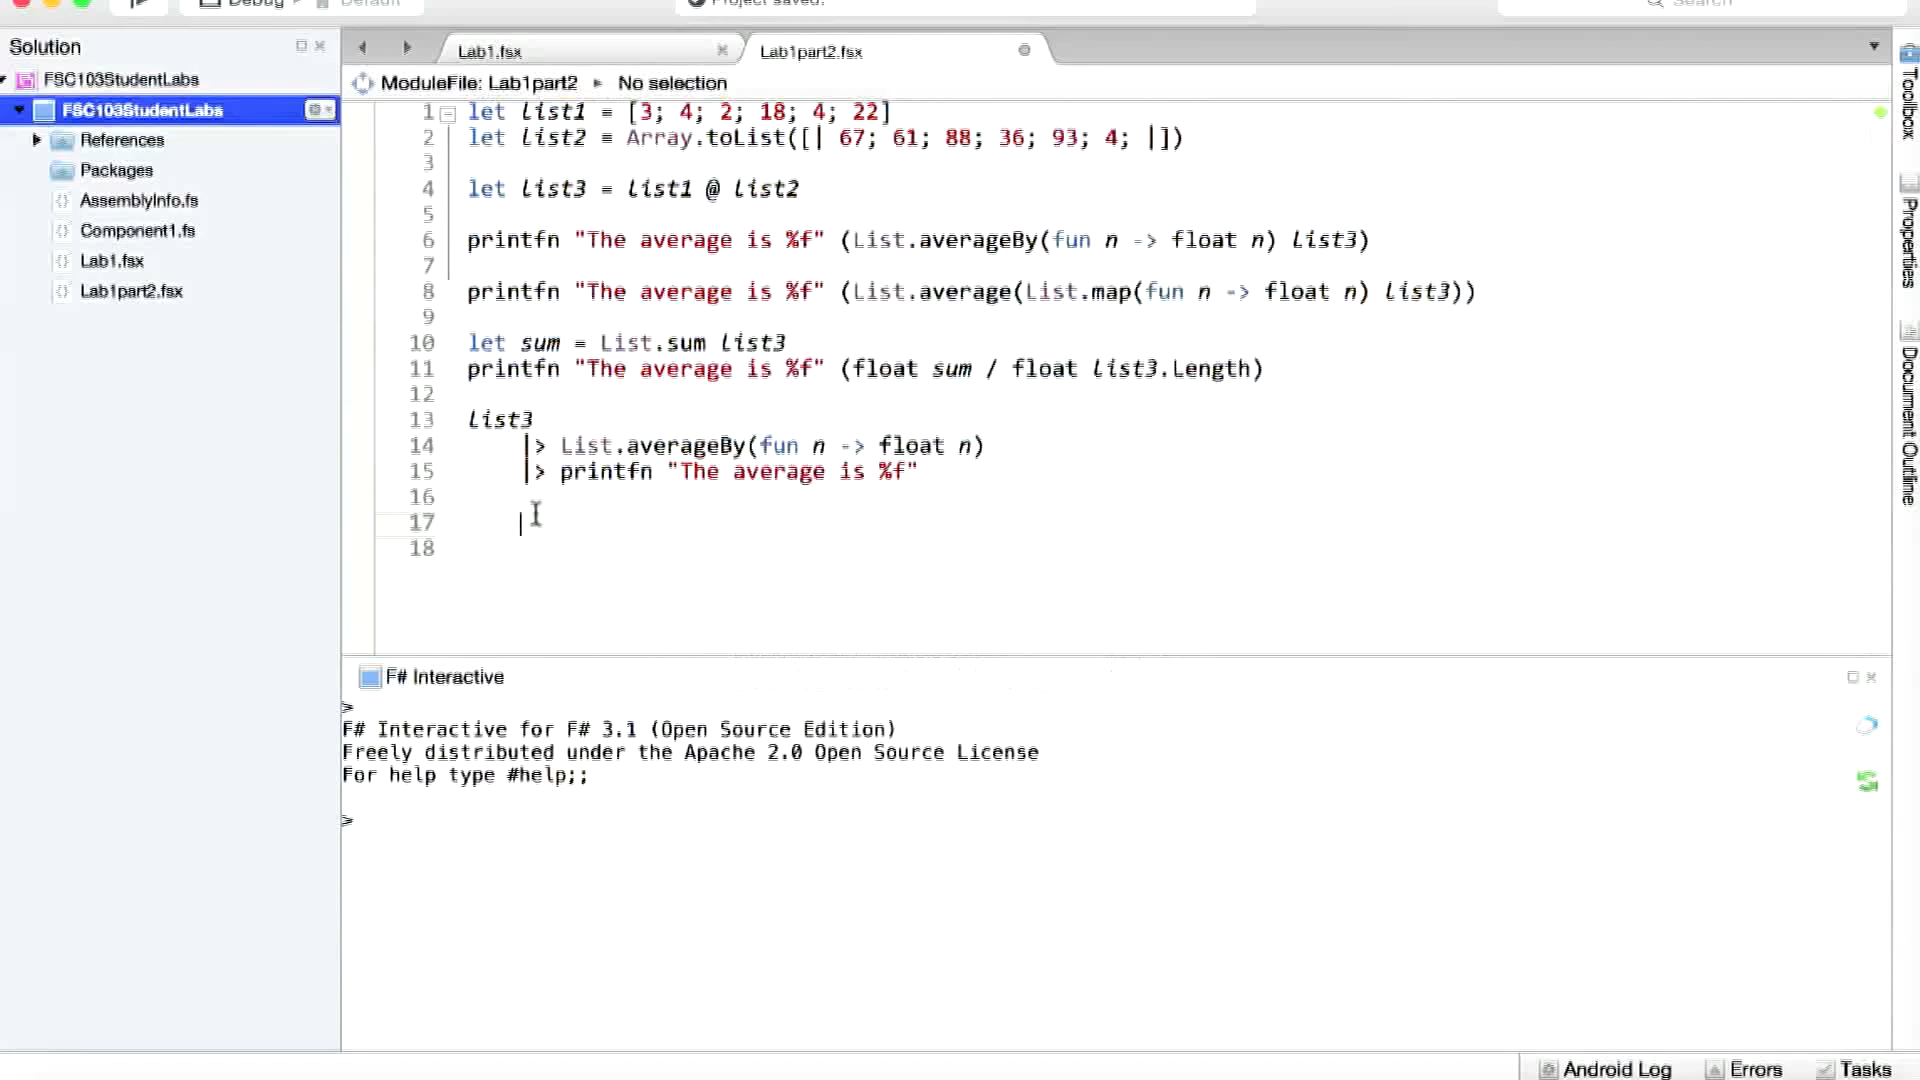 Debug
Default
Project saved.
Search
Solution
FSC103StudentLabs
FSC103StudentLabs
References
Packages
AssemblyInfo.fs
Component1.fs
Lab1.fsx
Lab1part2.fsx
Lab1.fsx
Lab1part2.fsx
ModuleFile: Lab1part2 No selection
1 let list1 = [3; 4; 2; 18; 4; 22]
2 let list2 = Array.toList([| 67; 61; 88; 36; 93; 4; |])
3
4 let list3 = list1 @ list2
5
6 printfn "The average is %f" (List.averageBy(fun n -> float n) list3)
7
8 printfn "The average is %f" (List.average(List.map(fun n -> float n) list3))
9
10 let sum = List.sum list3
11 printfn "The average is %f" (float sum / float list3.Length)
12
13 list3
14 |> List.averageBy(fun n -> float n)
15 |> printfn "The average is %f"
16
17
18
F# Interactive
>
F# Interactive for F# 3.1 (Open Source Edition)
Freely distributed under the Apache 2.0 Open Source License
For help type #help;;
>
Toolbox
Properties
Document Outline
Android Log
Errors
Tasks